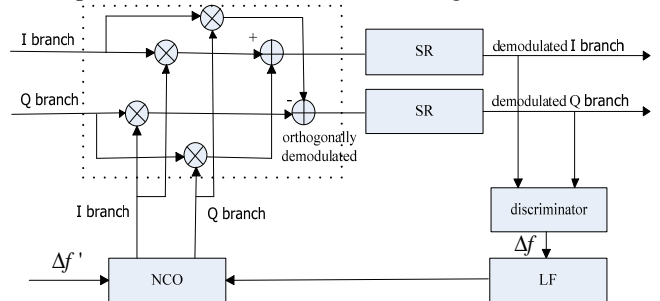 I branch
+
SR
demodulated I branch
Q branch
-
SR
demodulated Q branch
orthogonally
demodulated
I branch
Q branch
discriminator
Δf
Δf '
NCO
LF